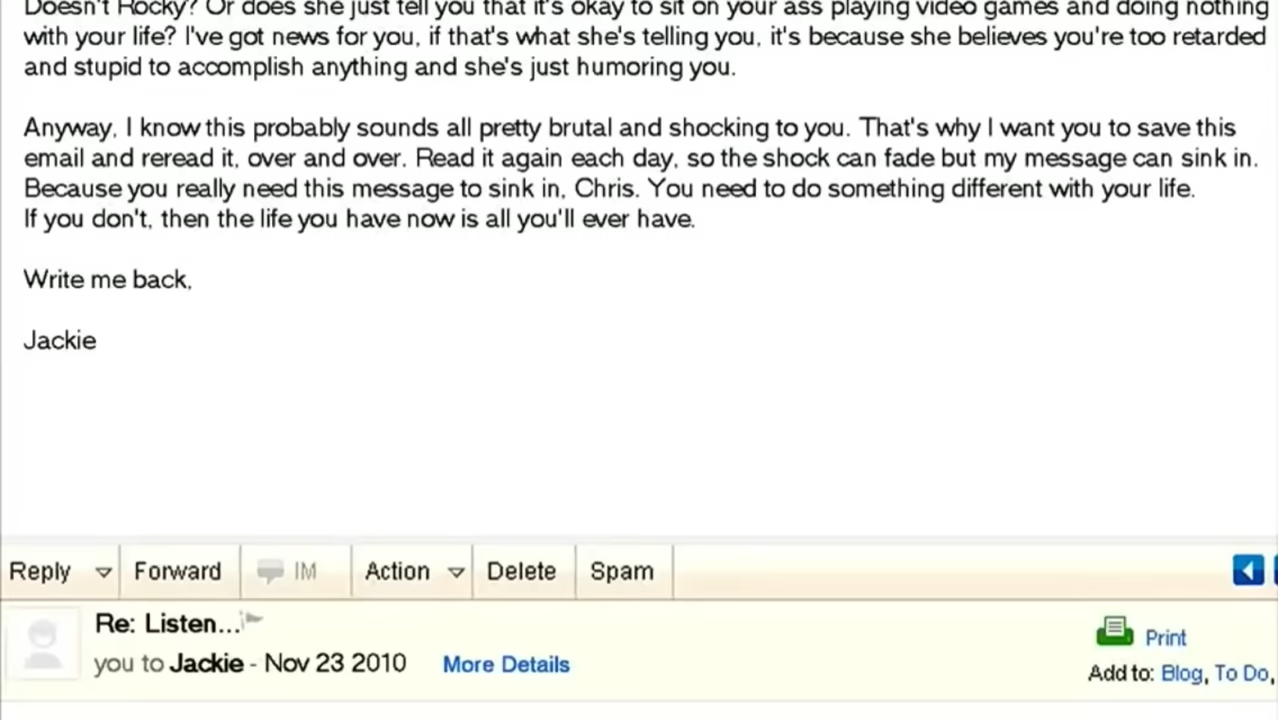 Doesn't Rocky? Or does she just tell you that it's okay to sit on your ass playing video games and doing nothing
with your life? I've got news for you, if that's what she's telling you, it's because she believes you're too retarded
and stupid to accomplish anything and she's just humoring you.
Anyway, I know this probably sounds all pretty brutal and shocking to you. That's why I want you to save this
email and reread it, over and over. Read it again each day, so the shock can fade but my message can sink in.
Because you really need this message to sink in, Chris. You need to do something different with your life.
If you don't, then the life you have now is all you'll ever have.
Write me back,
Jackie
Reply Forward IM Action Delete Spam
Re: Listen...
you to Jackie - Nov 23 2010 More Details
Print
Add to: Blog, To Do,